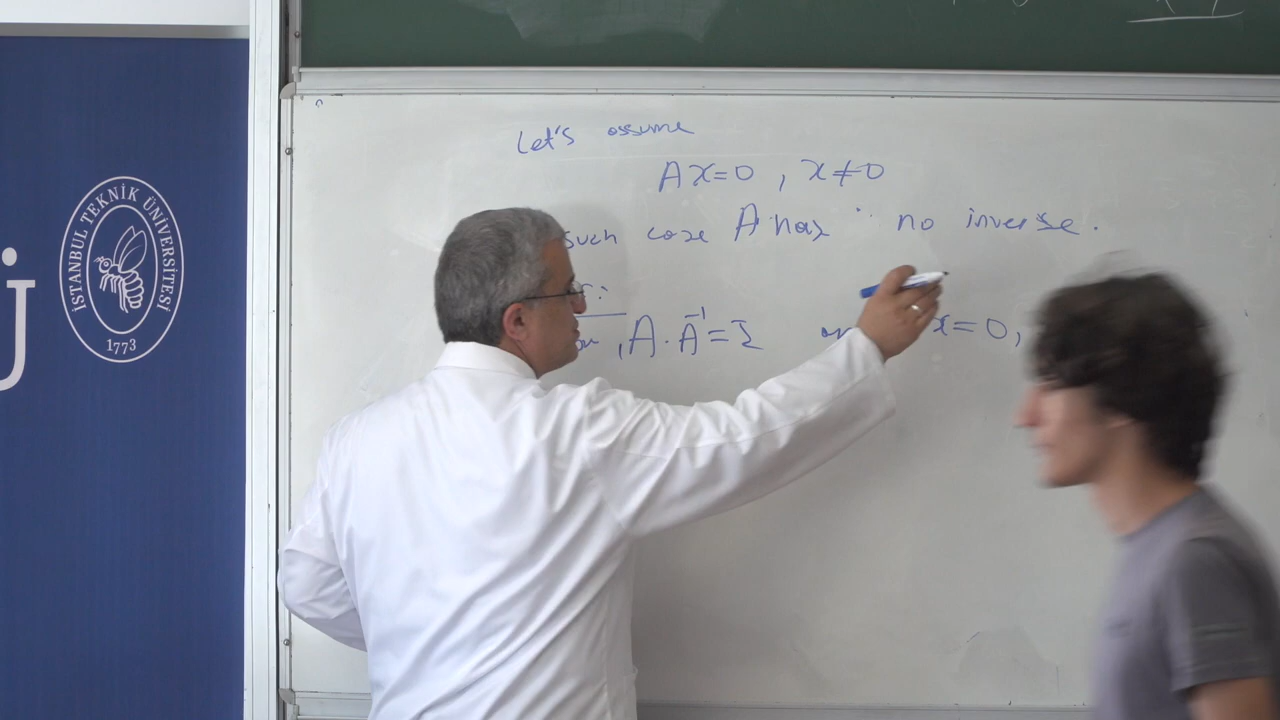 J
İSTANBUL TEKNİK ÜNİVERSİTESİ
1773
Let's assume
Ax=0 , x≠0
such case A has no inverse.
, A · A⁻¹ = I x=0,